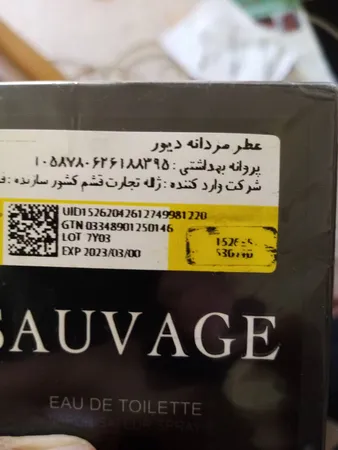 عطر مردانه دیور
پروانه بهداشتی : ۱۰۵۸۷۸۰۶۲۶۱۸۸۳۹۵
شرکت وارد کننده : ژاله تجارت قشم کشور سازنده : ف
UID15262042612749981220
GTN 03348901250146
LOT 7Y03
EXP 2023/03/00
SAUVAGE
EAU DE TOILETTE